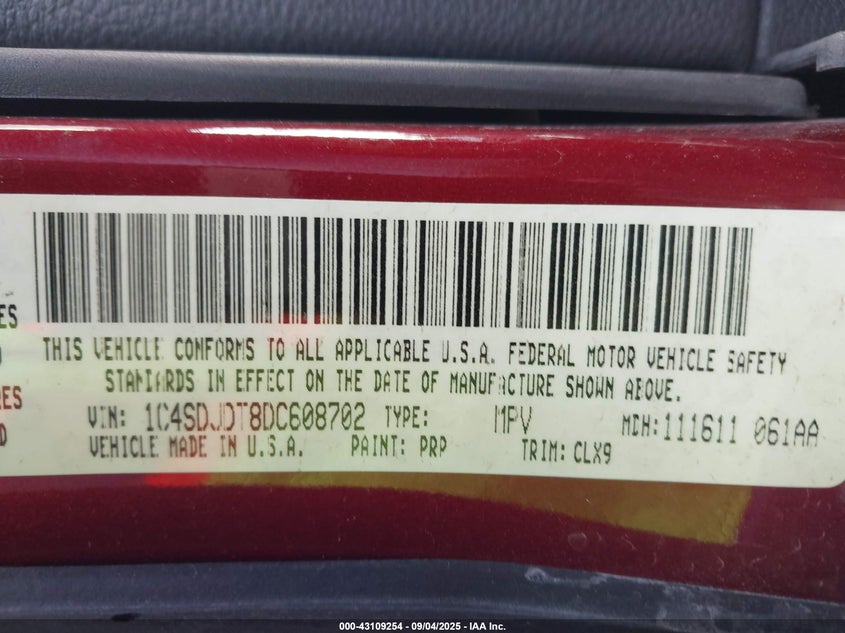 ES
D
RES
D
THIS VEHICLE CONFORMS TO ALL APPLICABLE U.S.A. FEDERAL MOTOR VEHICLE SAFETY
STANDARDS IN EFFECT ON THE DATE OF MANUFACTURE SHOWN ABOVE.
VIN: 1C4SDJDT8DC608702 TYPE: MPV MDH:111611 061AA
VEHICLE MADE IN U.S.A. PAINT: PRP TRIM: CLX9
000-43109254 - 09/04/2025 - IAA Inc.